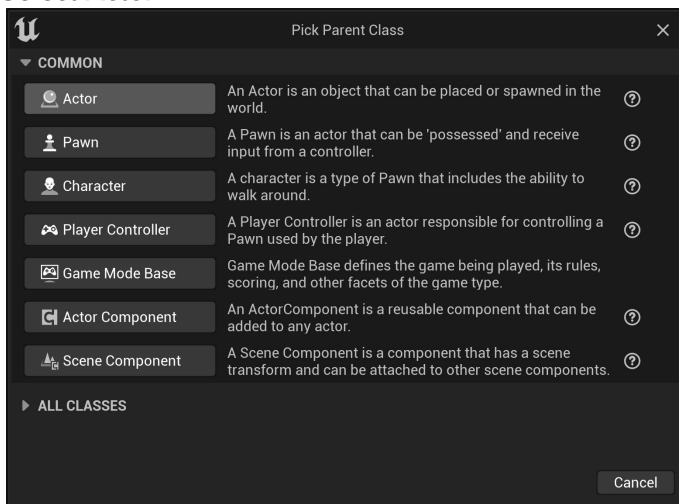 Pick Parent Class
COMMON
Actor
An Actor is an object that can be placed or spawned in the
world.
Pawn
A Pawn is an actor that can be 'possessed' and receive
input from a controller.
Character
A character is a type of Pawn that includes the ability to
walk around.
Player Controller
A Player Controller is an actor responsible for controlling a
Pawn used by the player.
Game Mode Base
Game Mode Base defines the game being played, its rules,
scoring, and other facets of the game type.
Actor Component
An ActorComponent is a reusable component that can be
added to any actor.
Scene Component
A Scene Component is a component that has a scene
transform and can be attached to other scene components.
ALL CLASSES
Cancel